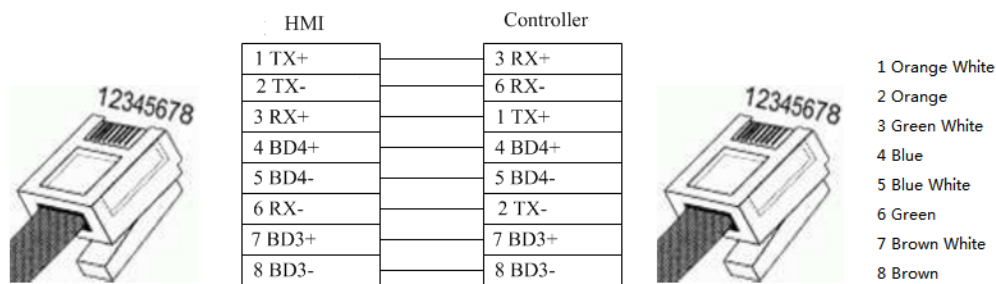 HMI Controller
1 TX+ 3 RX+
2 TX- 6 RX-
3 RX+ 1 TX+
4 BD4+ 4 BD4+
5 BD4- 5 BD4-
6 RX- 2 TX-
7 BD3+ 7 BD3+
8 BD3- 8 BD3-
12345678
12345678
1 Orange White
2 Orange
3 Green White
4 Blue
5 Blue White
6 Green
7 Brown White
8 Brown